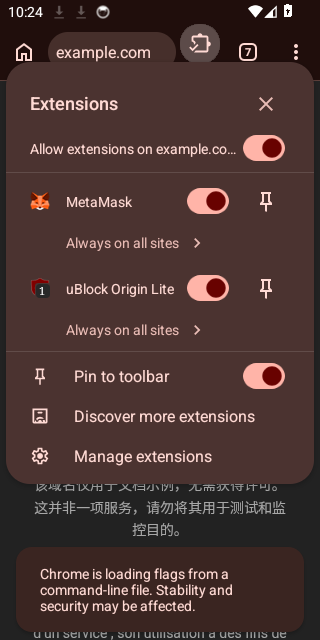 10:24
example.com
7
Extensions
Allow extensions on example.co...
MetaMask
Always on all sites
1
uBlock Origin Lite
Always on all sites
Pin to toolbar
Discover more extensions
Manage extensions
该域名仅用于文档示例，无需获得许可。
这并非一项服务，请勿将其用于测试和监
控目的。
Chrome is loading flags from a
command-line file. Stability and
security may be affected.
d'un service ; son utilisation à des fins de